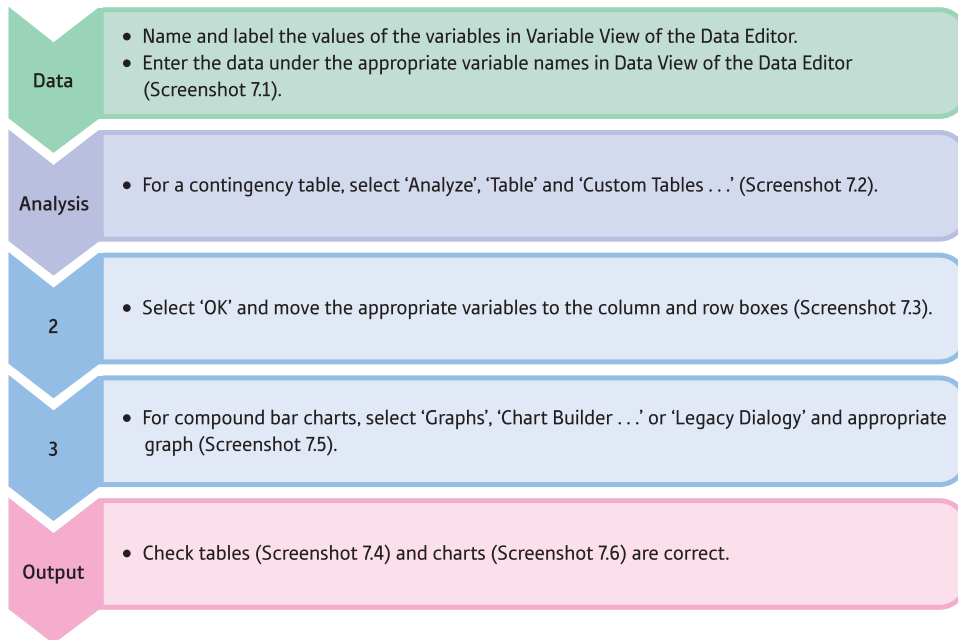 Data
• Name and label the values of the variables in Variable View of the Data Editor.
• Enter the data under the appropriate variable names in Data View of the Data Editor
(Screenshot 7.1).
Analysis
• For a contingency table, select ‘Analyze’, ‘Table’ and ‘Custom Tables . . .’ (Screenshot 7.2).
2
• Select ‘OK’ and move the appropriate variables to the column and row boxes (Screenshot 7.3).
3
• For compound bar charts, select ‘Graphs’, ‘Chart Builder . . .’ or ‘Legacy Dialogy’ and appropriate
graph (Screenshot 7.5).
Output
• Check tables (Screenshot 7.4) and charts (Screenshot 7.6) are correct.